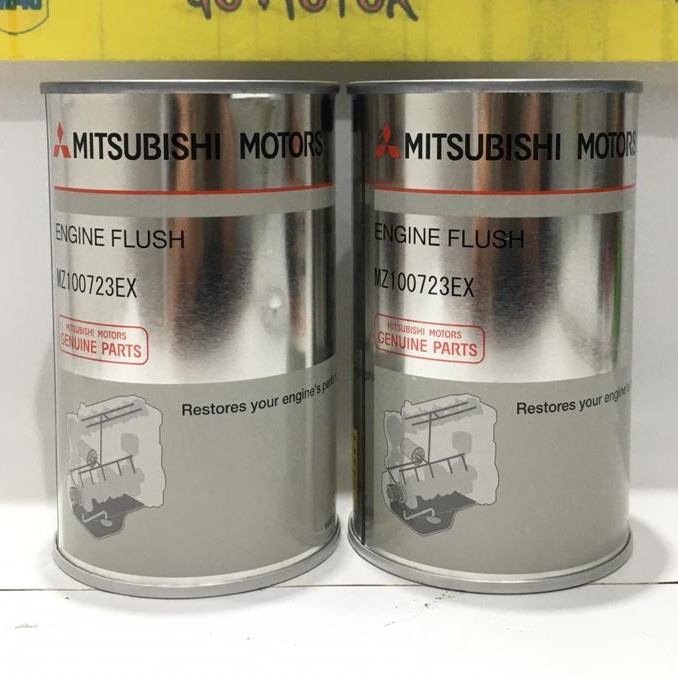 MOTOR
MITSUBISHI MOTORS
ENGINE FLUSH
MZ100723EX
MITSUBISHI MOTORS
GENUINE PARTS
Restores your engine's
MITSUBISHI MOTORS
ENGINE FLUSH
MZ100723EX
MITSUBISHI MOTORS
GENUINE PARTS
Restores your engine's